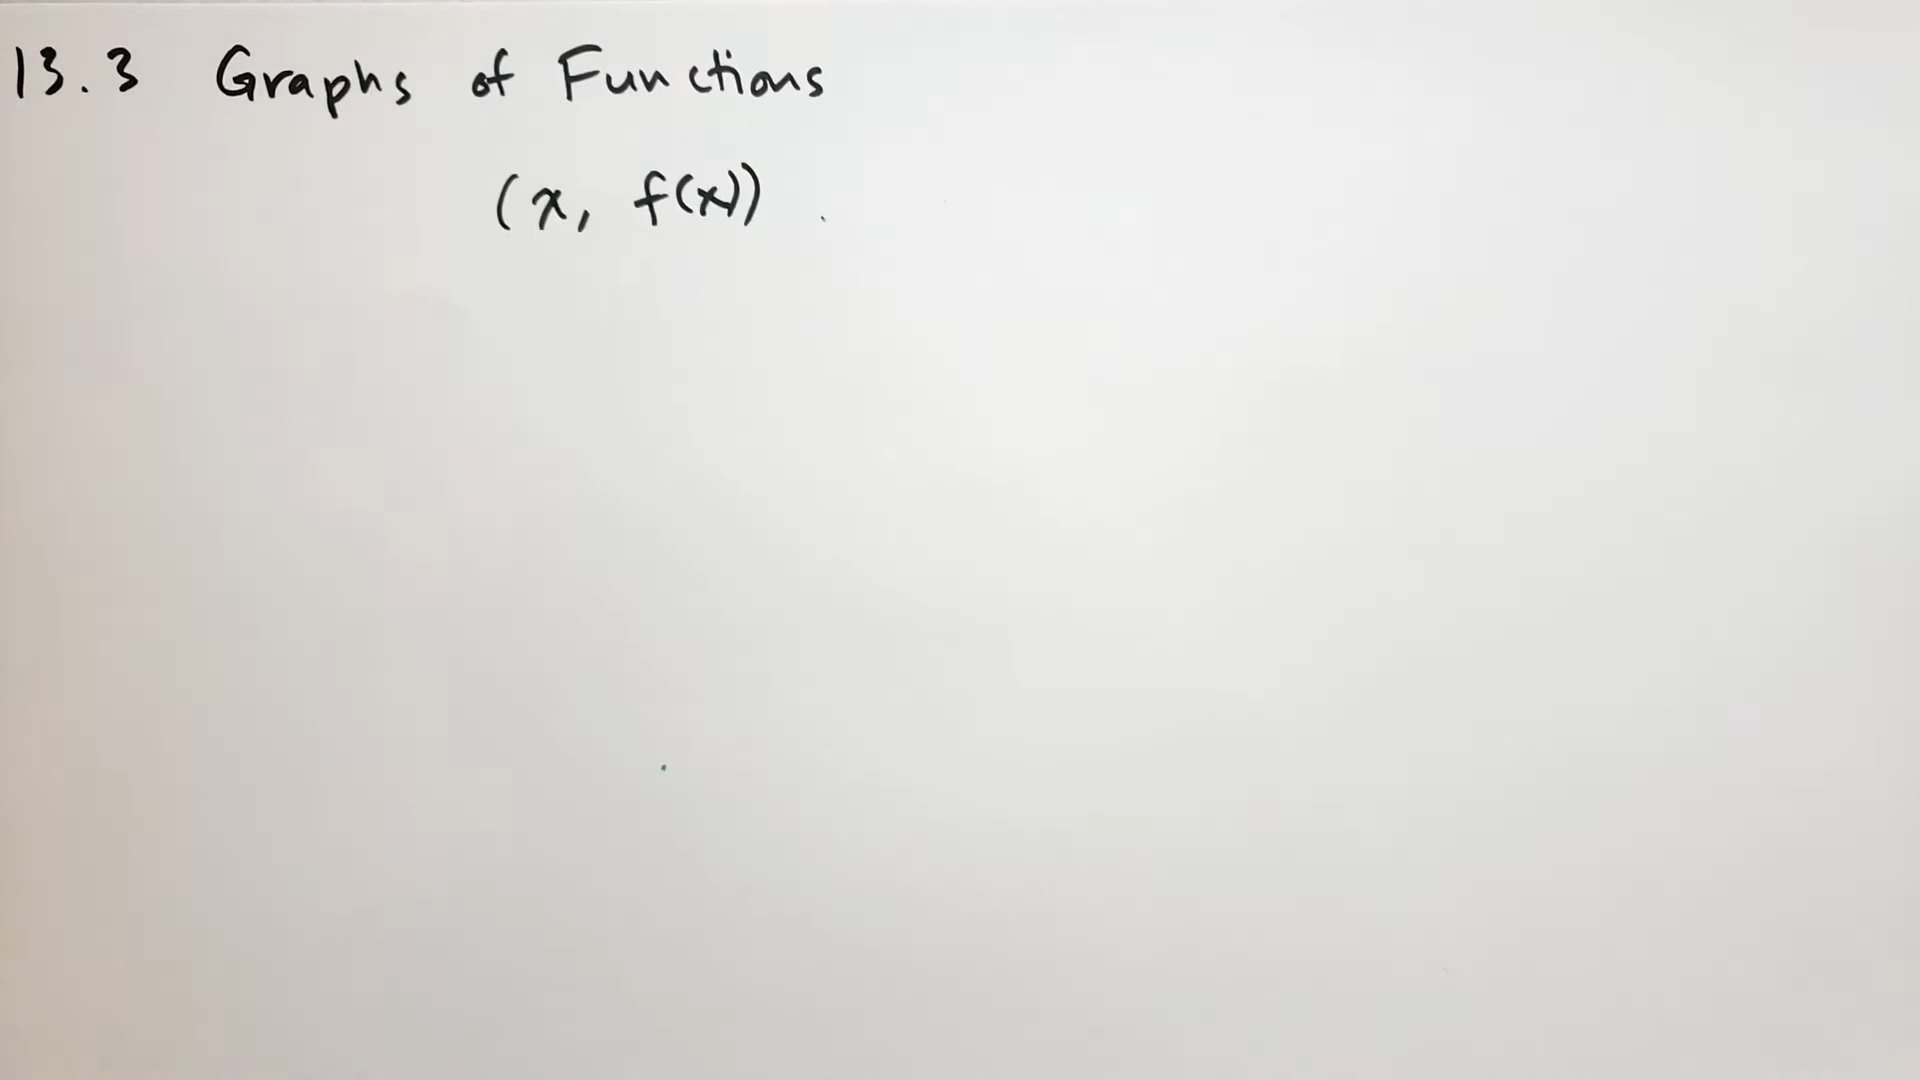 13.3 Graphs of Functions
(x, f(x))